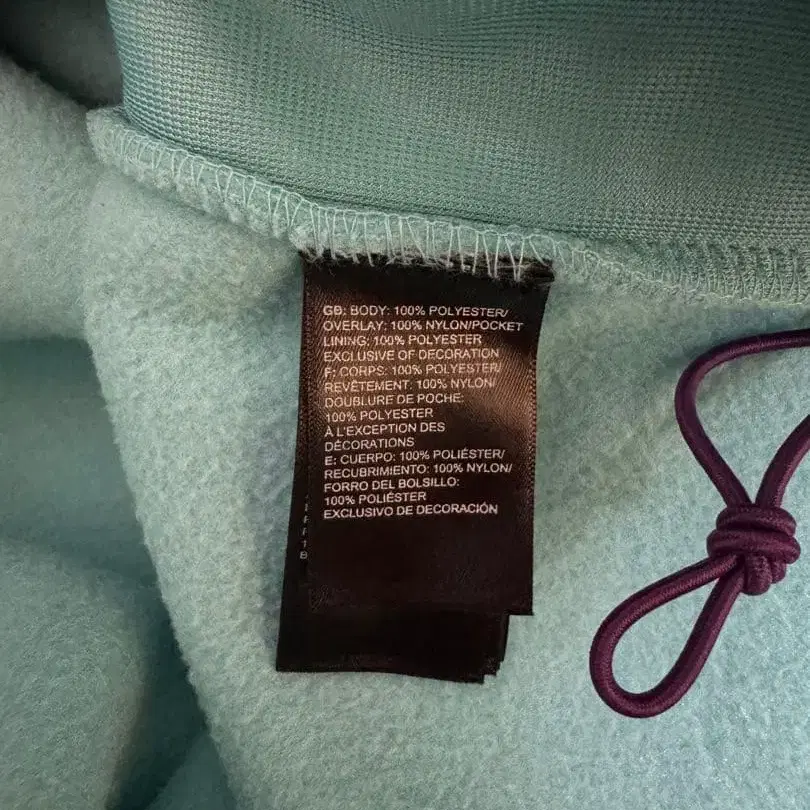 GB: BODY: 100% POLYESTER/
OVERLAY: 100% NYLON/POCKET
LINING: 100% POLYESTER
EXCLUSIVE OF DECORATION
F: CORPS: 100% POLYESTER/
REVÊTEMENT: 100% NYLON/
DOUBLURE DE POCHE:
100% POLYESTER
À L'EXCEPTION DES
DÉCORATIONS
E: CUERPO: 100% POLIÉSTER/
RECUBRIMIENTO: 100% NYLON/
FORRO DEL BOLSILLO:
100% POLIÉSTER
EXCLUSIVO DE DECORACIÓN